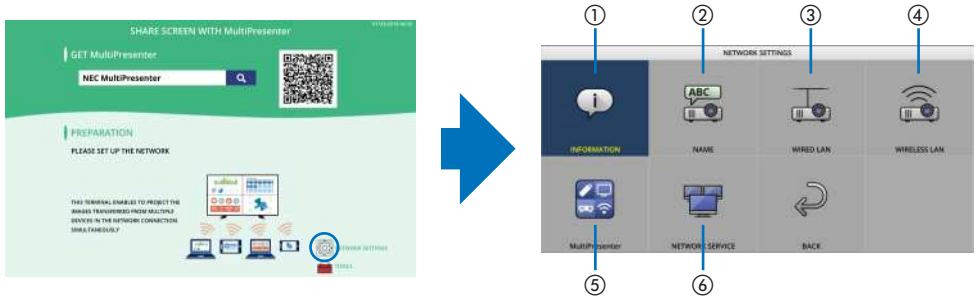 SHARE SCREEN WITH MultiPresenter
GET MultiPresenter
NEC MultiPresenter
PREPARATION
PLEASE SET UP THE NETWORK
THIS TERMINAL ENABLES TO PROJECT THE
IMAGES TRANSFERRED FROM MULTIPLE
DEVICES IN THE NETWORK CONNECTION
SIMULTANEOUSLY
NETWORK SETTINGS
TOOLS
① ② ③ ④
NETWORK SETTINGS
i
ABC
INFORMATION NAME WIRED LAN WIRELESS LAN
MultiPresenter NETWORK SERVICE BACK
⑤ ⑥